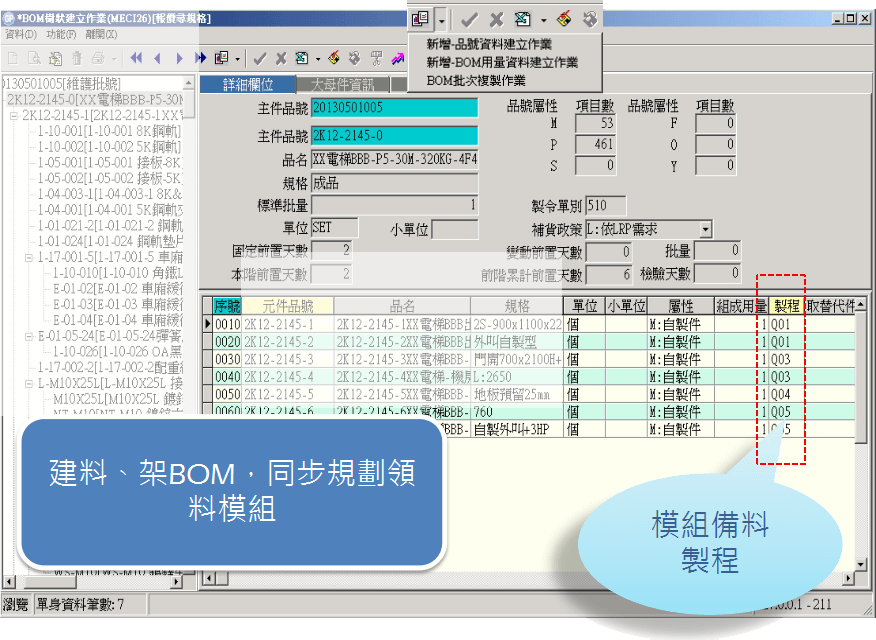 *BOM樹狀建立作業(MECI26)[報價尋規格]
資料(D) 功能(F) 離開(X)
新增-品號資料建立作業
新增-BOM用量資料建立作業
BOM批次複製作業
130501005[維護批號]
2K12-2145-0[XX電梯BBB-P5-30M
2K12-2145-1[2K12-2145-1XX
1-10-001[1-10-001 8K鋼軌]
1-10-002[1-10-002 5K鋼軌]
1-05-001[1-05-001 接板-8K]
1-05-002[1-05-002 接板-5K]
1-04-003-1[1-04-003-1 8K&
1-04-001[1-04-001 5K鋼軌
1-01-021-2[1-01-021-2 鋼軌
1-01-024[1-01-024 鋼軌墊片
1-17-001-5[1-17-001-5 車廂
1-10-010[1-10-010 角鐵L
E-01-02[E-01-02 車廂緩
E-01-03[E-01-03 車廂緩
E-01-04[E-01-04 車廂緩
E-01-05-24[E-01-05-24彈簧
1-10-026[1-10-026 OA黑
1-17-002-2[1-17-002-2配重
L-M10X25L[L-M10X25L 接
M10X25L[M10X25L 鍍鋅
詳細欄位 大母件資訊
主件品號 20130501005
主件品號 2K12-2145-0
品名 XX電梯BBB-P5-30M-320KG-4F4
規格 成品
標準批量 1
單位 SET 小單位
固定前置天數 2
本階前置天數 2
品號屬性 項目數 品號屬性 項目數
M 53 F 0
P 461 O 0
S 0 Y 0
製令單別 510
補貨政策 L:依LRP需求
變動前置天數 0 批量 0
前階累計前置天數 6 檢驗天數 0
序號 元件品號 品名 規格 單位 小單位 屬性 組成用量 製程 取替代件
0010 2K12-2145-1 2K12-2145-1XX電梯BBB 2S-900x1100x22 個 M:自製件 1 Q01
0020 2K12-2145-2 2K12-2145-2XX電梯BBB 外叫自製型 個 M:自製件 1 Q01
0030 2K12-2145-3 2K12-2145-3XX電梯BBB- 門開700x2100H+ 個 M:自製件 1 Q03
0040 2K12-2145-4 2K12-2145-4XX電梯-機房 L:2650 個 M:自製件 1 Q03
0050 2K12-2145-5 2K12-2145-5XX電梯BBB- 地板預留25mm 個 M:自製件 1 Q04
0060 2K12-2145-6 2K12-2145-6XX電梯BBB- 760 個 M:自製件 1 Q05
BBB- 自製外叫+3HP 個 M:自製件 1
建料、架BOM，同步規劃領
料模組
模組備料
製程
瀏覽 單身資料筆數: 7
.0.0.1 - 211